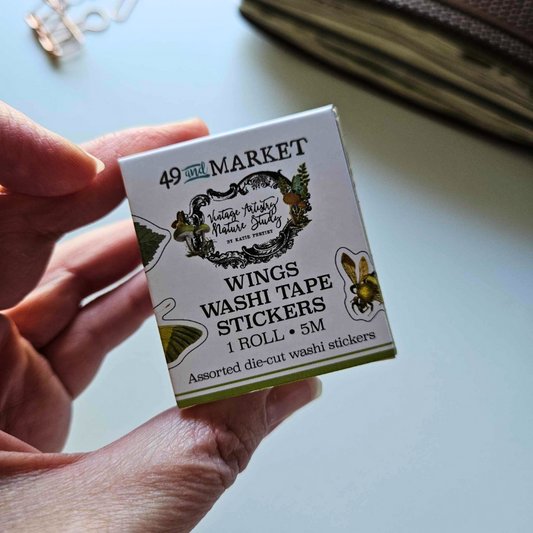 49 and MARKET
Vintage Artistry
Nature Study
BY KATIE PERTIET
WINGS
WASHI TAPE
STICKERS
1 ROLL • 5M
Assorted die-cut washi stickers